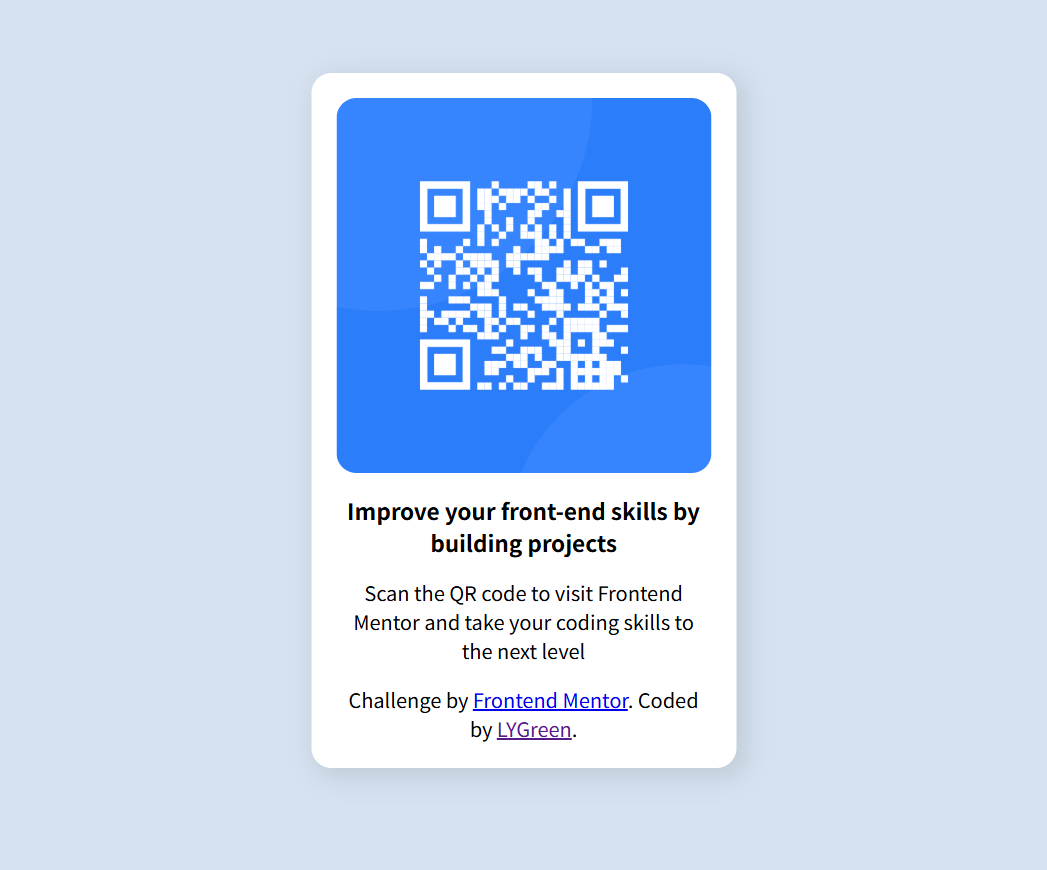 Improve your front-end skills by
building projects
Scan the QR code to visit Frontend
Mentor and take your coding skills to
the next level
Challenge by Frontend Mentor. Coded
by LYGreen.